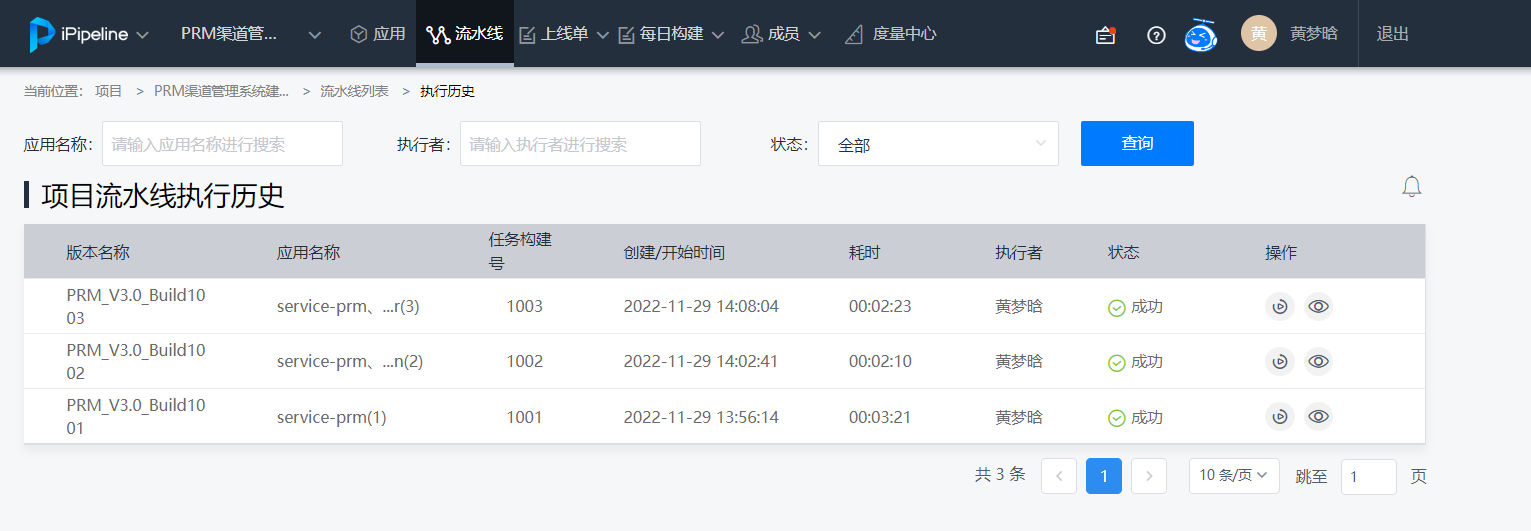 iPipeline PRM渠道管... 应用 流水线 上线单 每日构建 成员 度量中心 黄 黄梦晗 退出
当前位置： 项目 > PRM渠道管理系统建... > 流水线列表 > 执行历史
应用名称： 请输入应用名称进行搜索 执行者： 请输入执行者进行搜索 状态： 全部 查询
项目流水线执行历史
版本名称 应用名称 任务构建号 创建/开始时间 耗时 执行者 状态 操作
PRM_V3.0_Build1003 service-prm、...r(3) 1003 2022-11-29 14:08:04 00:02:23 黄梦晗 成功
PRM_V3.0_Build1002 service-prm、...n(2) 1002 2022-11-29 14:02:41 00:02:10 黄梦晗 成功
PRM_V3.0_Build1001 service-prm(1) 1001 2022-11-29 13:56:14 00:03:21 黄梦晗 成功
共 3 条 < 1 > 10 条/页 跳至 1 页